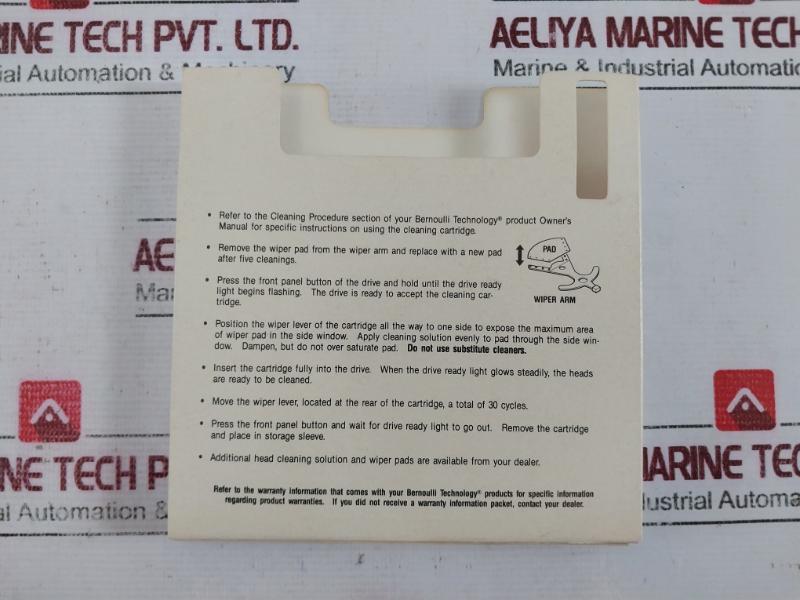 INE TECH PVT. LTD.
ial Automation & Machinery
AELIYA MARINE TECH
Marine & Industrial Automatio
• Refer to the Cleaning Procedure section of your Bernoulli Technology® product Owner's
Manual for specific instructions on using the cleaning cartridge.
• Remove the wiper pad from the wiper arm and replace with a new pad
after five cleanings.
PAD
WIPER ARM
• Press the front panel button of the drive and hold until the drive ready
light begins flashing. The drive is ready to accept the cleaning car-
tridge.
• Position the wiper lever of the cartridge all the way to one side to expose the maximum area
of wiper pad in the side window. Apply cleaning solution evenly to pad through the side win-
dow. Dampen, but do not over saturate pad. Do not use substitute cleaners.
• Insert the cartridge fully into the drive. When the drive ready light glows steadily, the heads
are ready to be cleaned.
• Move the wiper lever, located at the rear of the cartridge, a total of 30 cycles.
• Press the front panel button and wait for drive ready light to go out. Remove the cartridge
and place in storage sleeve.
• Additional head cleaning solution and wiper pads are available from your dealer.
Refer to the warranty information that comes with your Bernoulli Technology® products for specific information
regarding product warranties. If you did not receive a warranty information packet, contact your dealer.
AE
Mar
NE TECH P
al Automation &
MARINE TEC
dustrial Automa